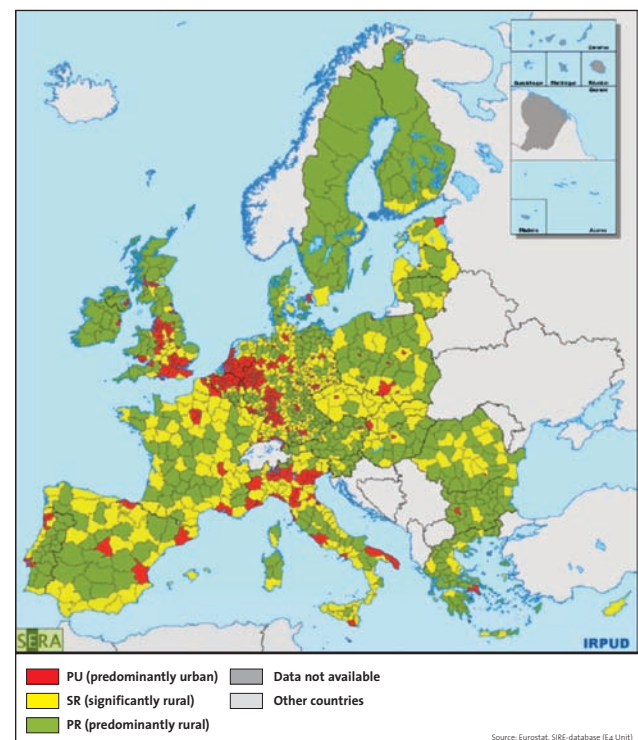 Canarias
Guadeloupe Martinique Réunion
Guyane
Madeira Açores
SERA
IRPUD
PU (predominantly urban) Data not available
SR (significantly rural) Other countries
PR (predominantly rural)
Source: Eurostat, SIRE-database (E4 Unit)